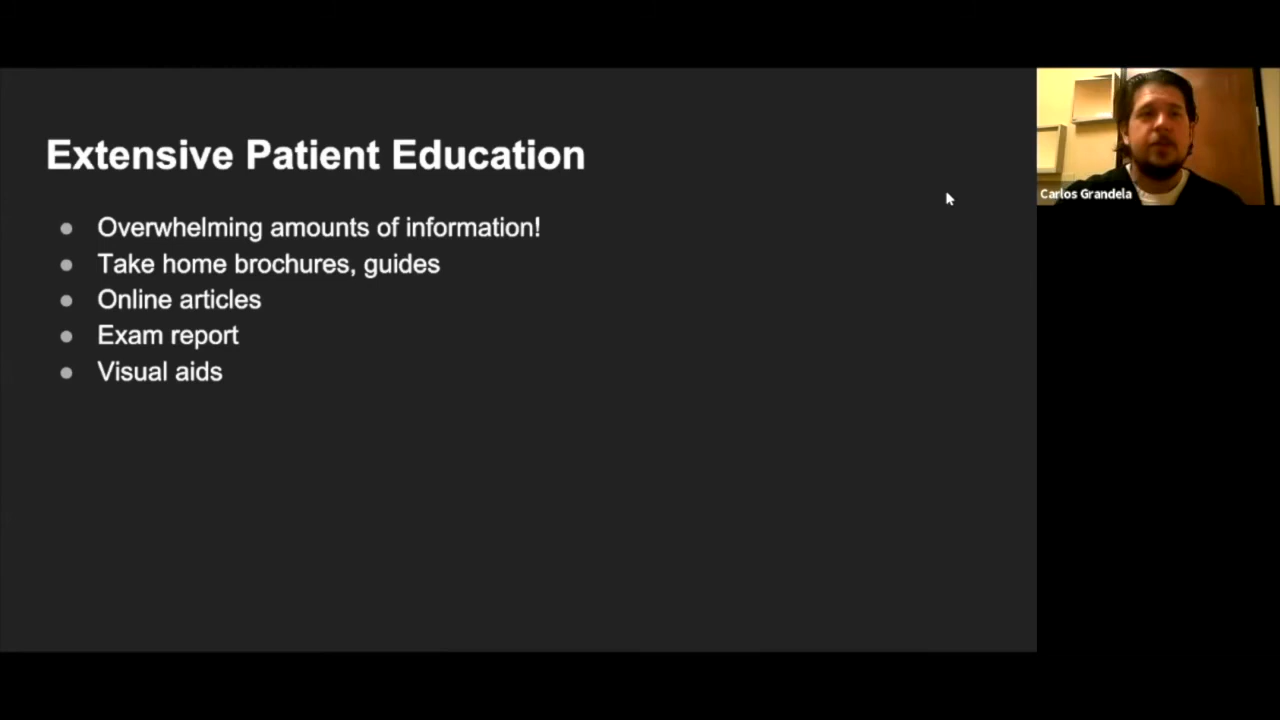 Extensive Patient Education
● Overwhelming amounts of information!
● Take home brochures, guides
● Online articles
● Exam report
● Visual aids
Carlos Grandela